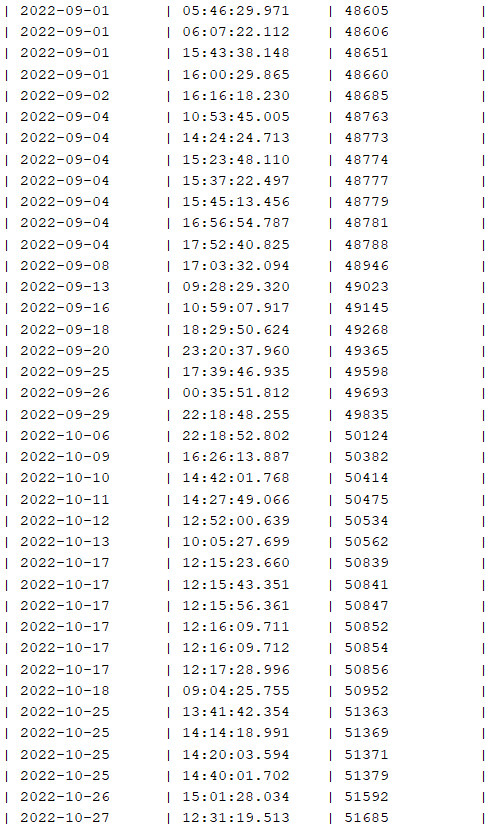 | 2022-09-01 | 05:46:29.971 | 48605 |
| 2022-09-01 | 06:07:22.112 | 48606 |
| 2022-09-01 | 15:43:38.148 | 48651 |
| 2022-09-01 | 16:00:29.865 | 48660 |
| 2022-09-02 | 16:16:18.230 | 48685 |
| 2022-09-04 | 10:53:45.005 | 48763 |
| 2022-09-04 | 14:24:24.713 | 48773 |
| 2022-09-04 | 15:23:48.110 | 48774 |
| 2022-09-04 | 15:37:22.497 | 48777 |
| 2022-09-04 | 15:45:13.456 | 48779 |
| 2022-09-04 | 16:56:54.787 | 48781 |
| 2022-09-04 | 17:52:40.825 | 48788 |
| 2022-09-08 | 17:03:32.094 | 48946 |
| 2022-09-13 | 09:28:29.320 | 49023 |
| 2022-09-16 | 10:59:07.917 | 49145 |
| 2022-09-18 | 18:29:50.624 | 49268 |
| 2022-09-20 | 23:20:37.960 | 49365 |
| 2022-09-25 | 17:39:46.935 | 49598 |
| 2022-09-26 | 00:35:51.812 | 49693 |
| 2022-09-29 | 22:18:48.255 | 49835 |
| 2022-10-06 | 22:18:52.802 | 50124 |
| 2022-10-09 | 16:26:13.887 | 50382 |
| 2022-10-10 | 14:42:01.768 | 50414 |
| 2022-10-11 | 14:27:49.066 | 50475 |
| 2022-10-12 | 12:52:00.639 | 50534 |
| 2022-10-13 | 10:05:27.699 | 50562 |
| 2022-10-17 | 12:15:23.660 | 50839 |
| 2022-10-17 | 12:15:43.351 | 50841 |
| 2022-10-17 | 12:15:56.361 | 50847 |
| 2022-10-17 | 12:16:09.711 | 50852 |
| 2022-10-17 | 12:16:09.712 | 50854 |
| 2022-10-17 | 12:17:28.996 | 50856 |
| 2022-10-18 | 09:04:25.755 | 50952 |
| 2022-10-25 | 13:41:42.354 | 51363 |
| 2022-10-25 | 14:14:18.991 | 51369 |
| 2022-10-25 | 14:20:03.594 | 51371 |
| 2022-10-25 | 14:40:01.702 | 51379 |
| 2022-10-26 | 15:01:28.034 | 51592 |
| 2022-10-27 | 12:31:19.513 | 51685 |